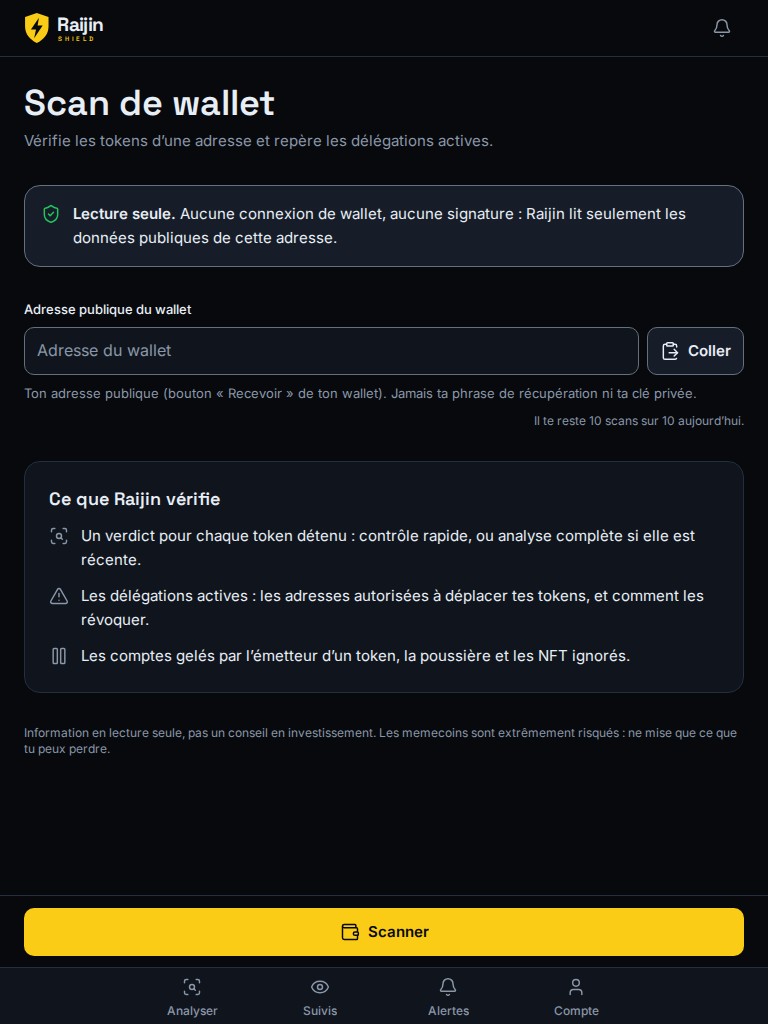 Raijin
SHIELD
Scan de wallet
Vérifie les tokens d’une adresse et repère les délégations actives.
Lecture seule. Aucune connexion de wallet, aucune signature : Raijin lit seulement les
données publiques de cette adresse.
Adresse publique du wallet
Adresse du wallet
Coller
Ton adresse publique (bouton « Recevoir » de ton wallet). Jamais ta phrase de récupération ni ta clé privée.
Il te reste 10 scans sur 10 aujourd’hui.
Ce que Raijin vérifie
Un verdict pour chaque token détenu : contrôle rapide, ou analyse complète si elle est
récente.
Les délégations actives : les adresses autorisées à déplacer tes tokens, et comment les
révoquer.
Les comptes gelés par l’émetteur d’un token, la poussière et les NFT ignorés.
Information en lecture seule, pas un conseil en investissement. Les memecoins sont extrêmement risqués : ne mise que ce que
tu peux perdre.
Scanner
Analyser
Suivis
Alertes
Compte